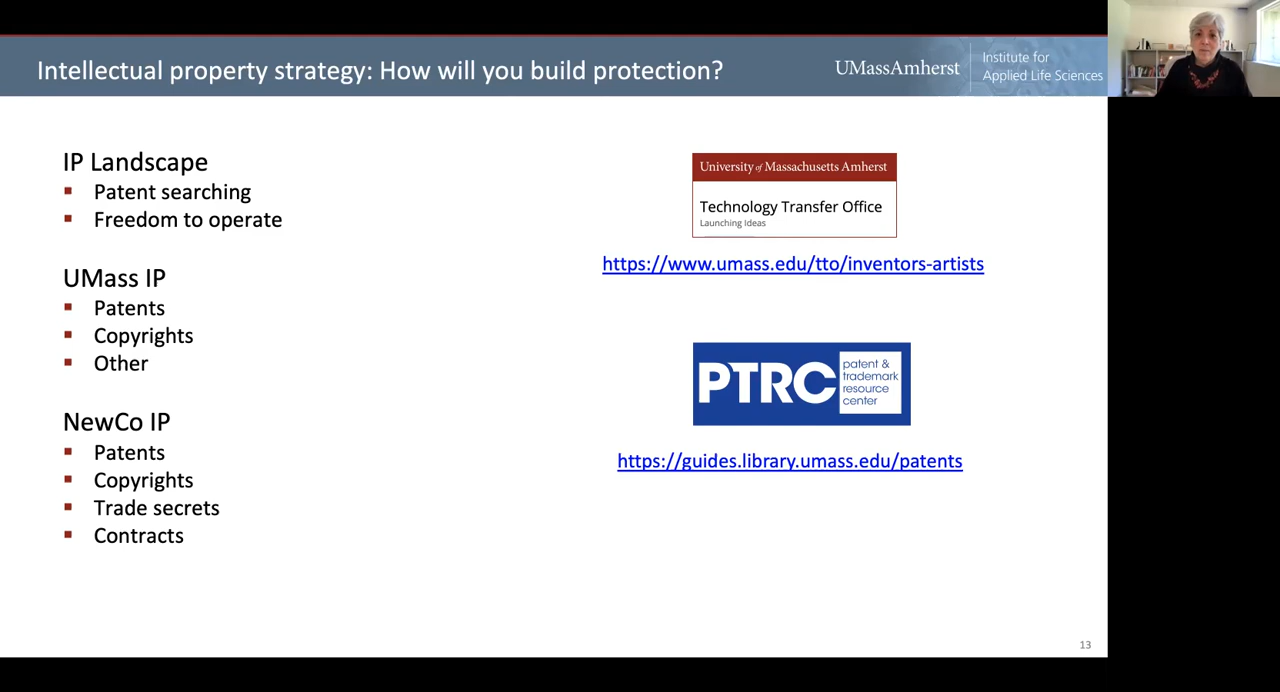 Intellectual property strategy: How will you build protection?
UMassAmherst
Institute for
Applied Life Sciences
IP Landscape
Patent searching
Freedom to operate
UMass IP
Patents
Copyrights
Other
NewCo IP
Patents
Copyrights
Trade secrets
Contracts
University of Massachusetts Amherst
Technology Transfer Office
Launching Ideas
https://www.umass.edu/tto/inventors-artists
PTRC
patent &
trademark
resource
center
https://guides.library.umass.edu/patents
13